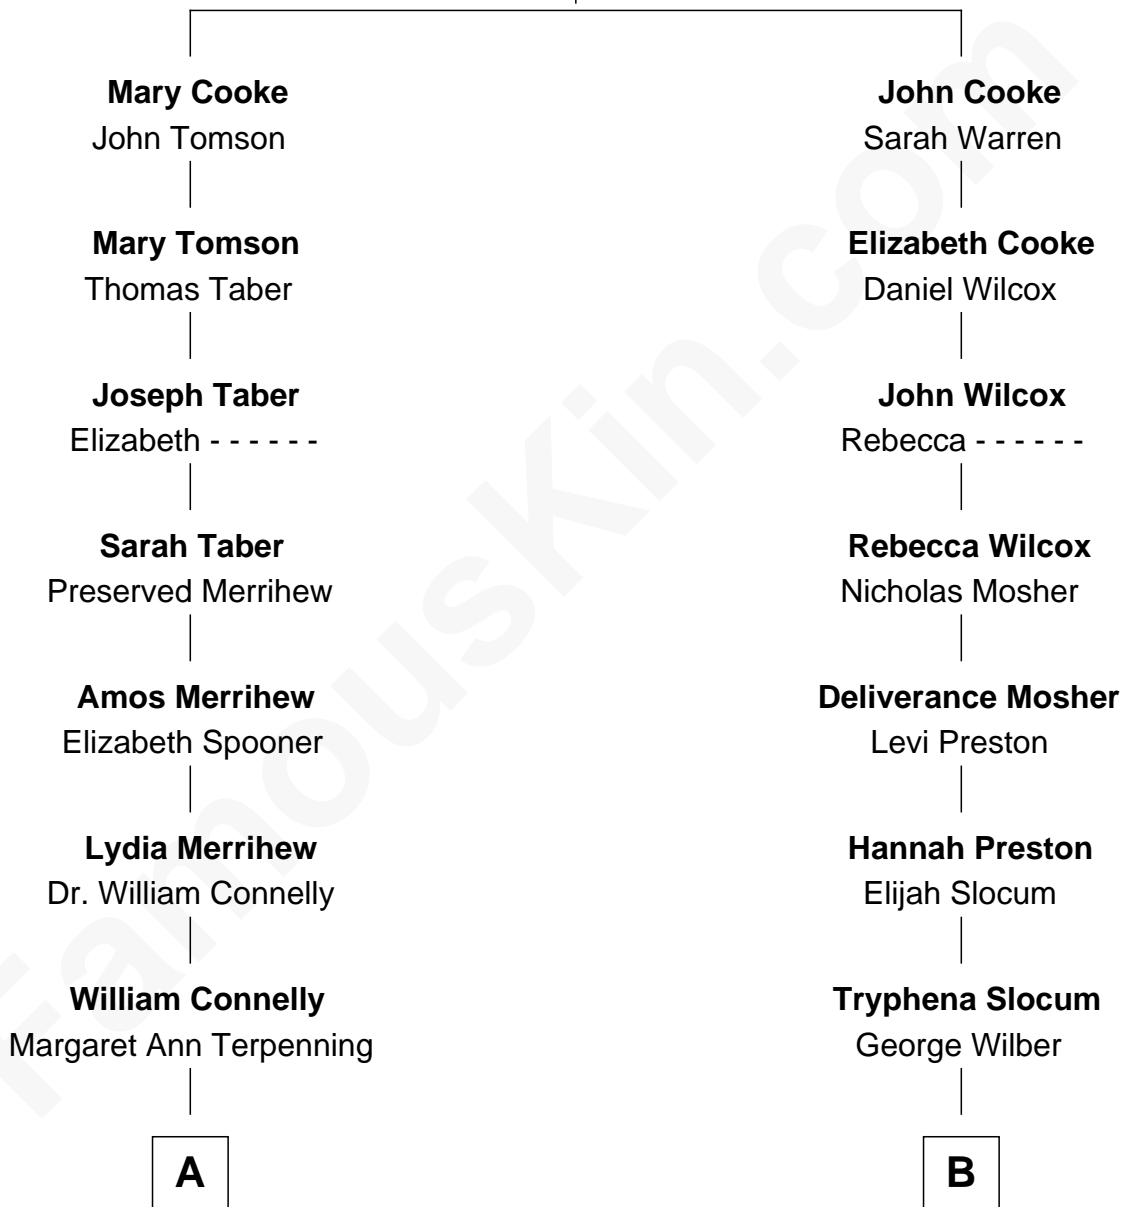 Mary Cooke
John Tomson
John Cooke
Sarah Warren
Mary Tomson
Thomas Taber
Elizabeth Cooke
Daniel Wilcox
Joseph Taber
Elizabeth - - - - - -
John Wilcox
Rebecca - - - - - -
Sarah Taber
Preserved Merrihew
Rebecca Wilcox
Nicholas Mosher
Amos Merrihew
Elizabeth Spooner
Deliverance Mosher
Levi Preston
Lydia Merrihew
Dr. William Connelly
Hannah Preston
Elijah Slocum
William Connelly
Margaret Ann Terpenning
Tryphena Slocum
George Wilber
A
B
FamousKin.com